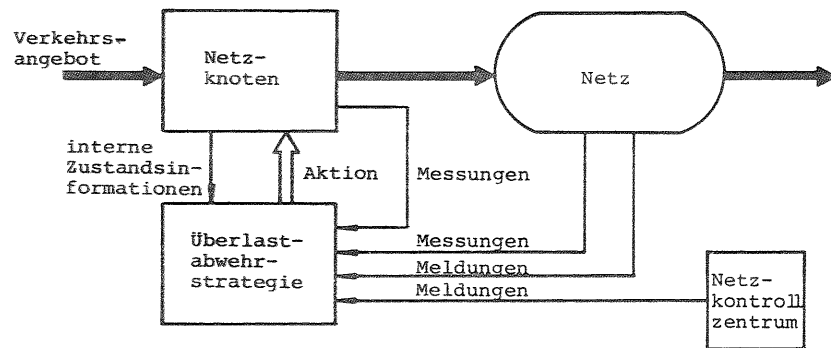 Verkehrs-
angebot
Netz-
knoten
Netz
interne
Zustandsin-
formationen
Aktion
Messungen
Überlast-
abwehr-
strategie
Messungen
Meldungen
Meldungen
Netz-
kontroll
zentrum